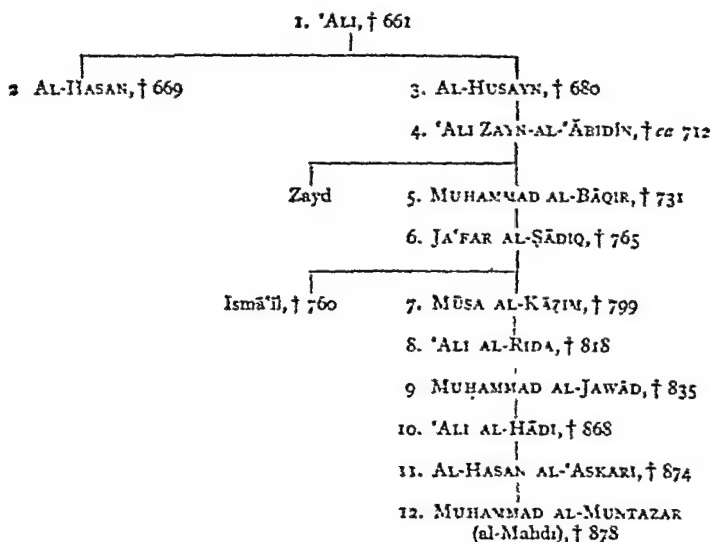 1. 'ALI, † 661
2 AL-HASAN, † 669 3. AL-HUSAYN, † 680
4. 'ALI ZAYN-AL-'ĀBIDĪN, † ca 712
Zayd 5. MUHAMMAD AL-BĀQIR, † 731
6. JA'FAR AL-ṢĀDIQ, † 765
Ismā'īl, † 760 7. MŪSA AL-KĀẒIM, † 799
8. 'ALI AL-RIDA, † 818
9 MUḤAMMAD AL-JAWĀD, † 835
10. 'ALI AL-HĀDI, † 868
11. AL-HASAN AL-'ASKARI, † 874
12. MUHAMMAD AL-MUNTAZAR
(al-Mahdi), † 878